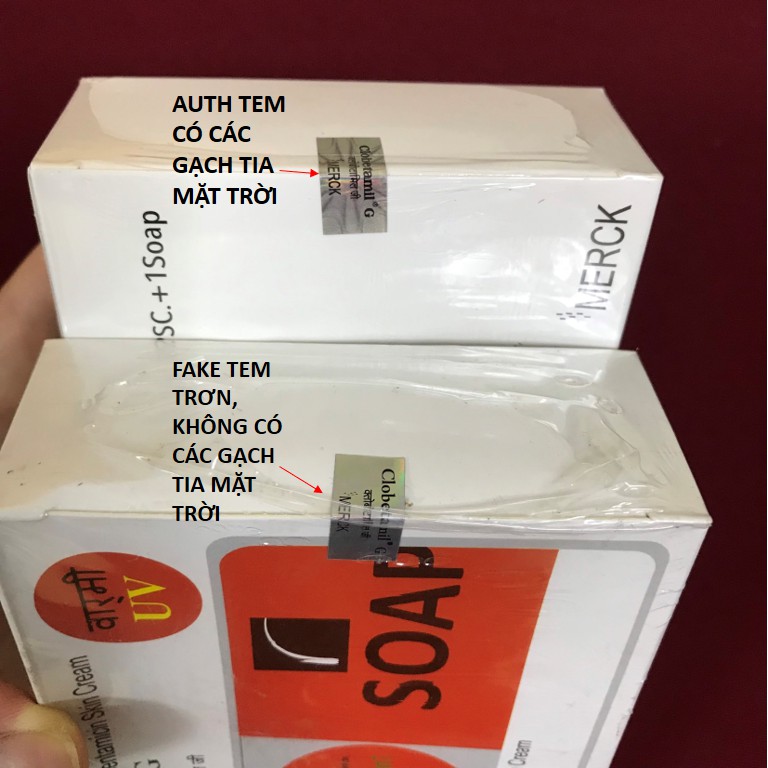 AUTH TEM
CÓ CÁC
GẠCH TIA
MẶT TRỜI
Clobetamil® G
MERCK
SC.+1Soap
MERCK
FAKE TEM
TRƠN,
KHÔNG CÓ
CÁC GẠCH
TIA MẶT
TRỜI
Clobetamil® G
MERCK
वार्मी
UV
SOAP
Skin Cream
G
जी
Cream